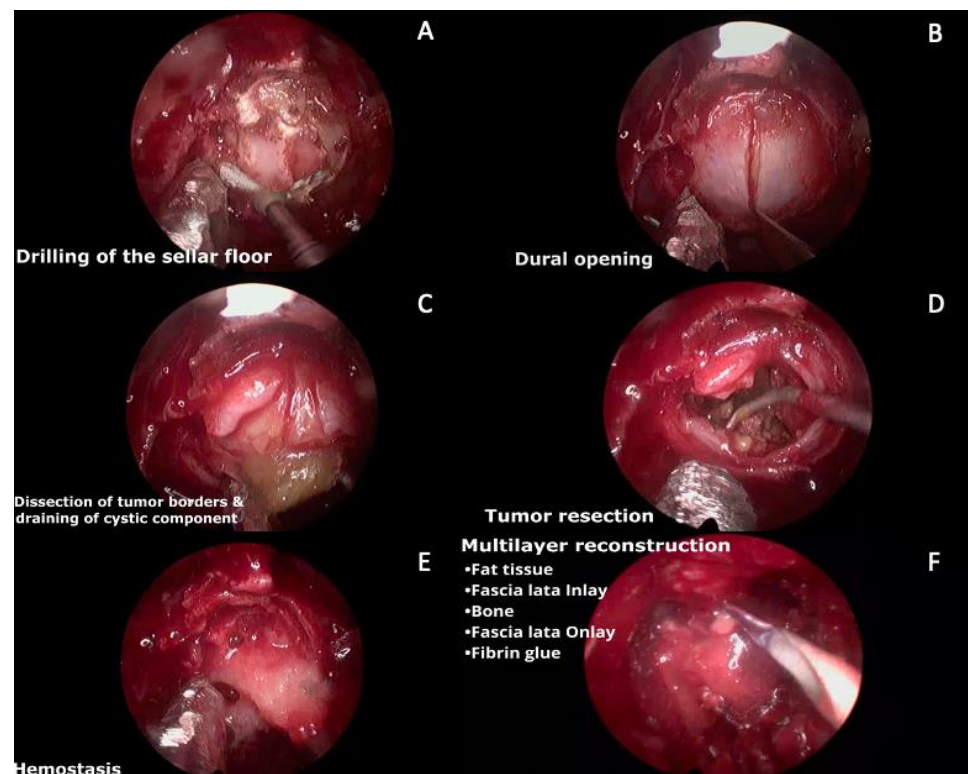 A
B
Drilling of the sellar floor
Dural opening
C
D
Dissection of tumor borders &
draining of cystic component
Tumor resection
E
F
Hemostasis
Multilayer reconstruction
•Fat tissue
•Fascia lata Inlay
•Bone
•Fascia lata Onlay
•Fibrin glue